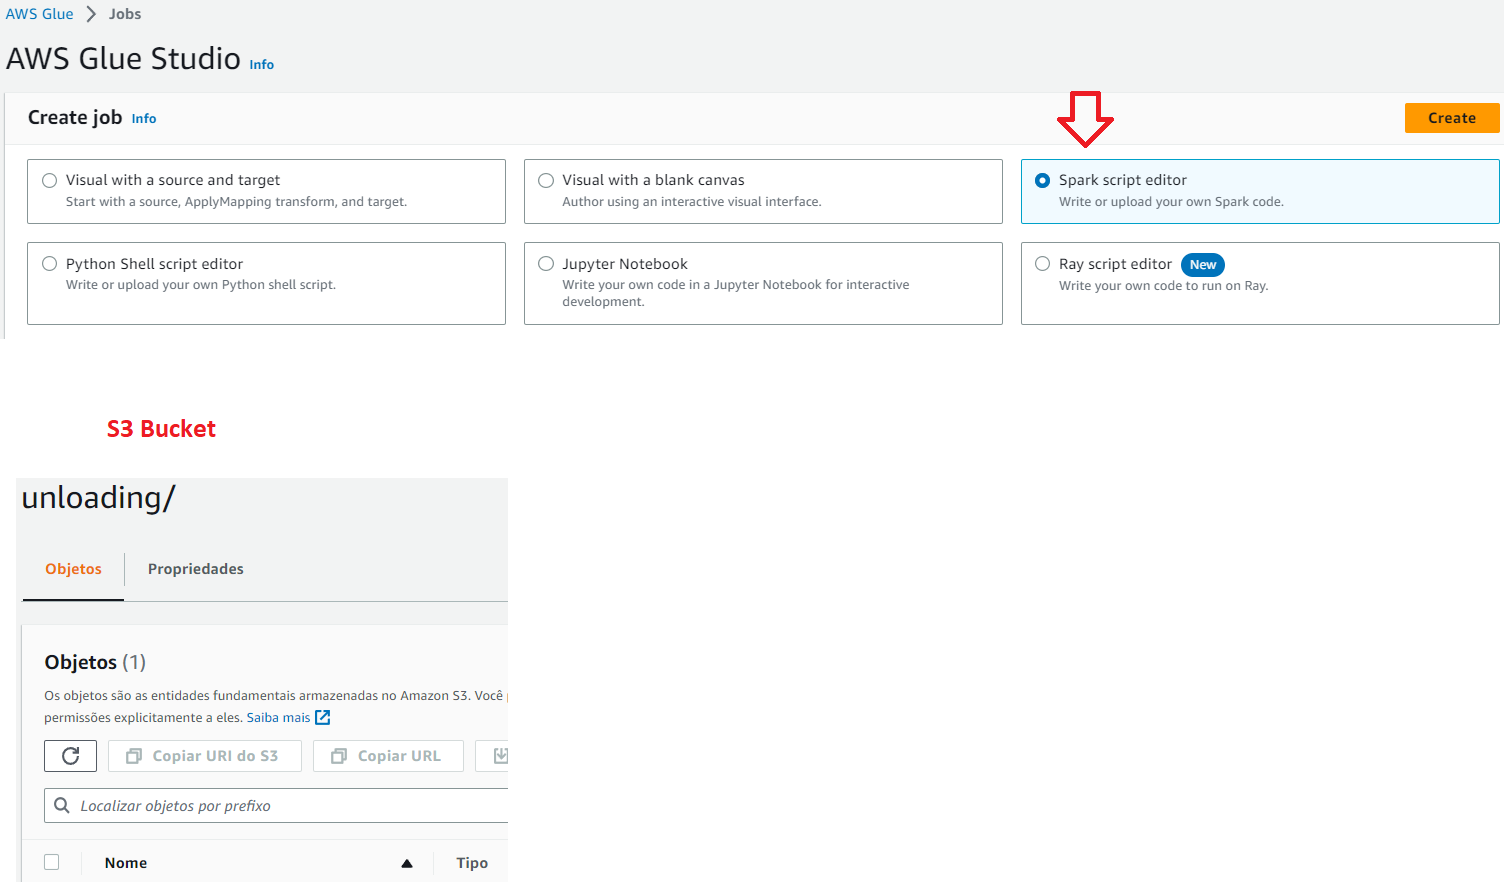 AWS Glue > Jobs
AWS Glue Studio Info
Create job Info
Create
Visual with a source and target
Start with a source, ApplyMapping transform, and target.
Visual with a blank canvas
Author using an interactive visual interface.
Spark script editor
Write or upload your own Spark code.
Python Shell script editor
Write or upload your own Python shell script.
Jupyter Notebook
Write your own code in a Jupyter Notebook for interactive
development.
Ray script editor New
Write your own code to run on Ray.
S3 Bucket
unloading/
Objetos
Propriedades
Objetos (1)
Os objetos são as entidades fundamentais armazenadas no Amazon S3. Você
permissões explicitamente a eles. Saiba mais
Copiar URI do S3
Copiar URL
Localizar objetos por prefixo
Nome
Tipo